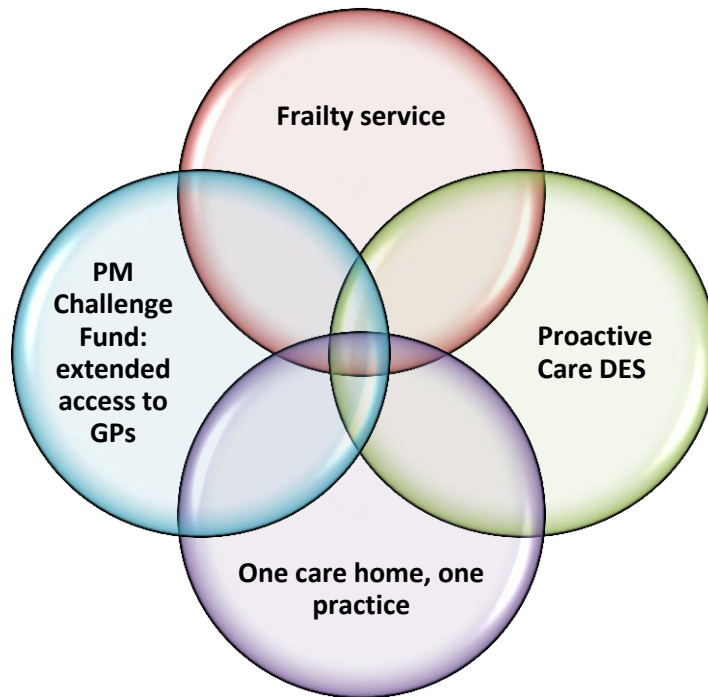 Frailty service
PM
Challenge
Fund:
extended
access to
GPs
Proactive
Care DES
One care home, one
practice